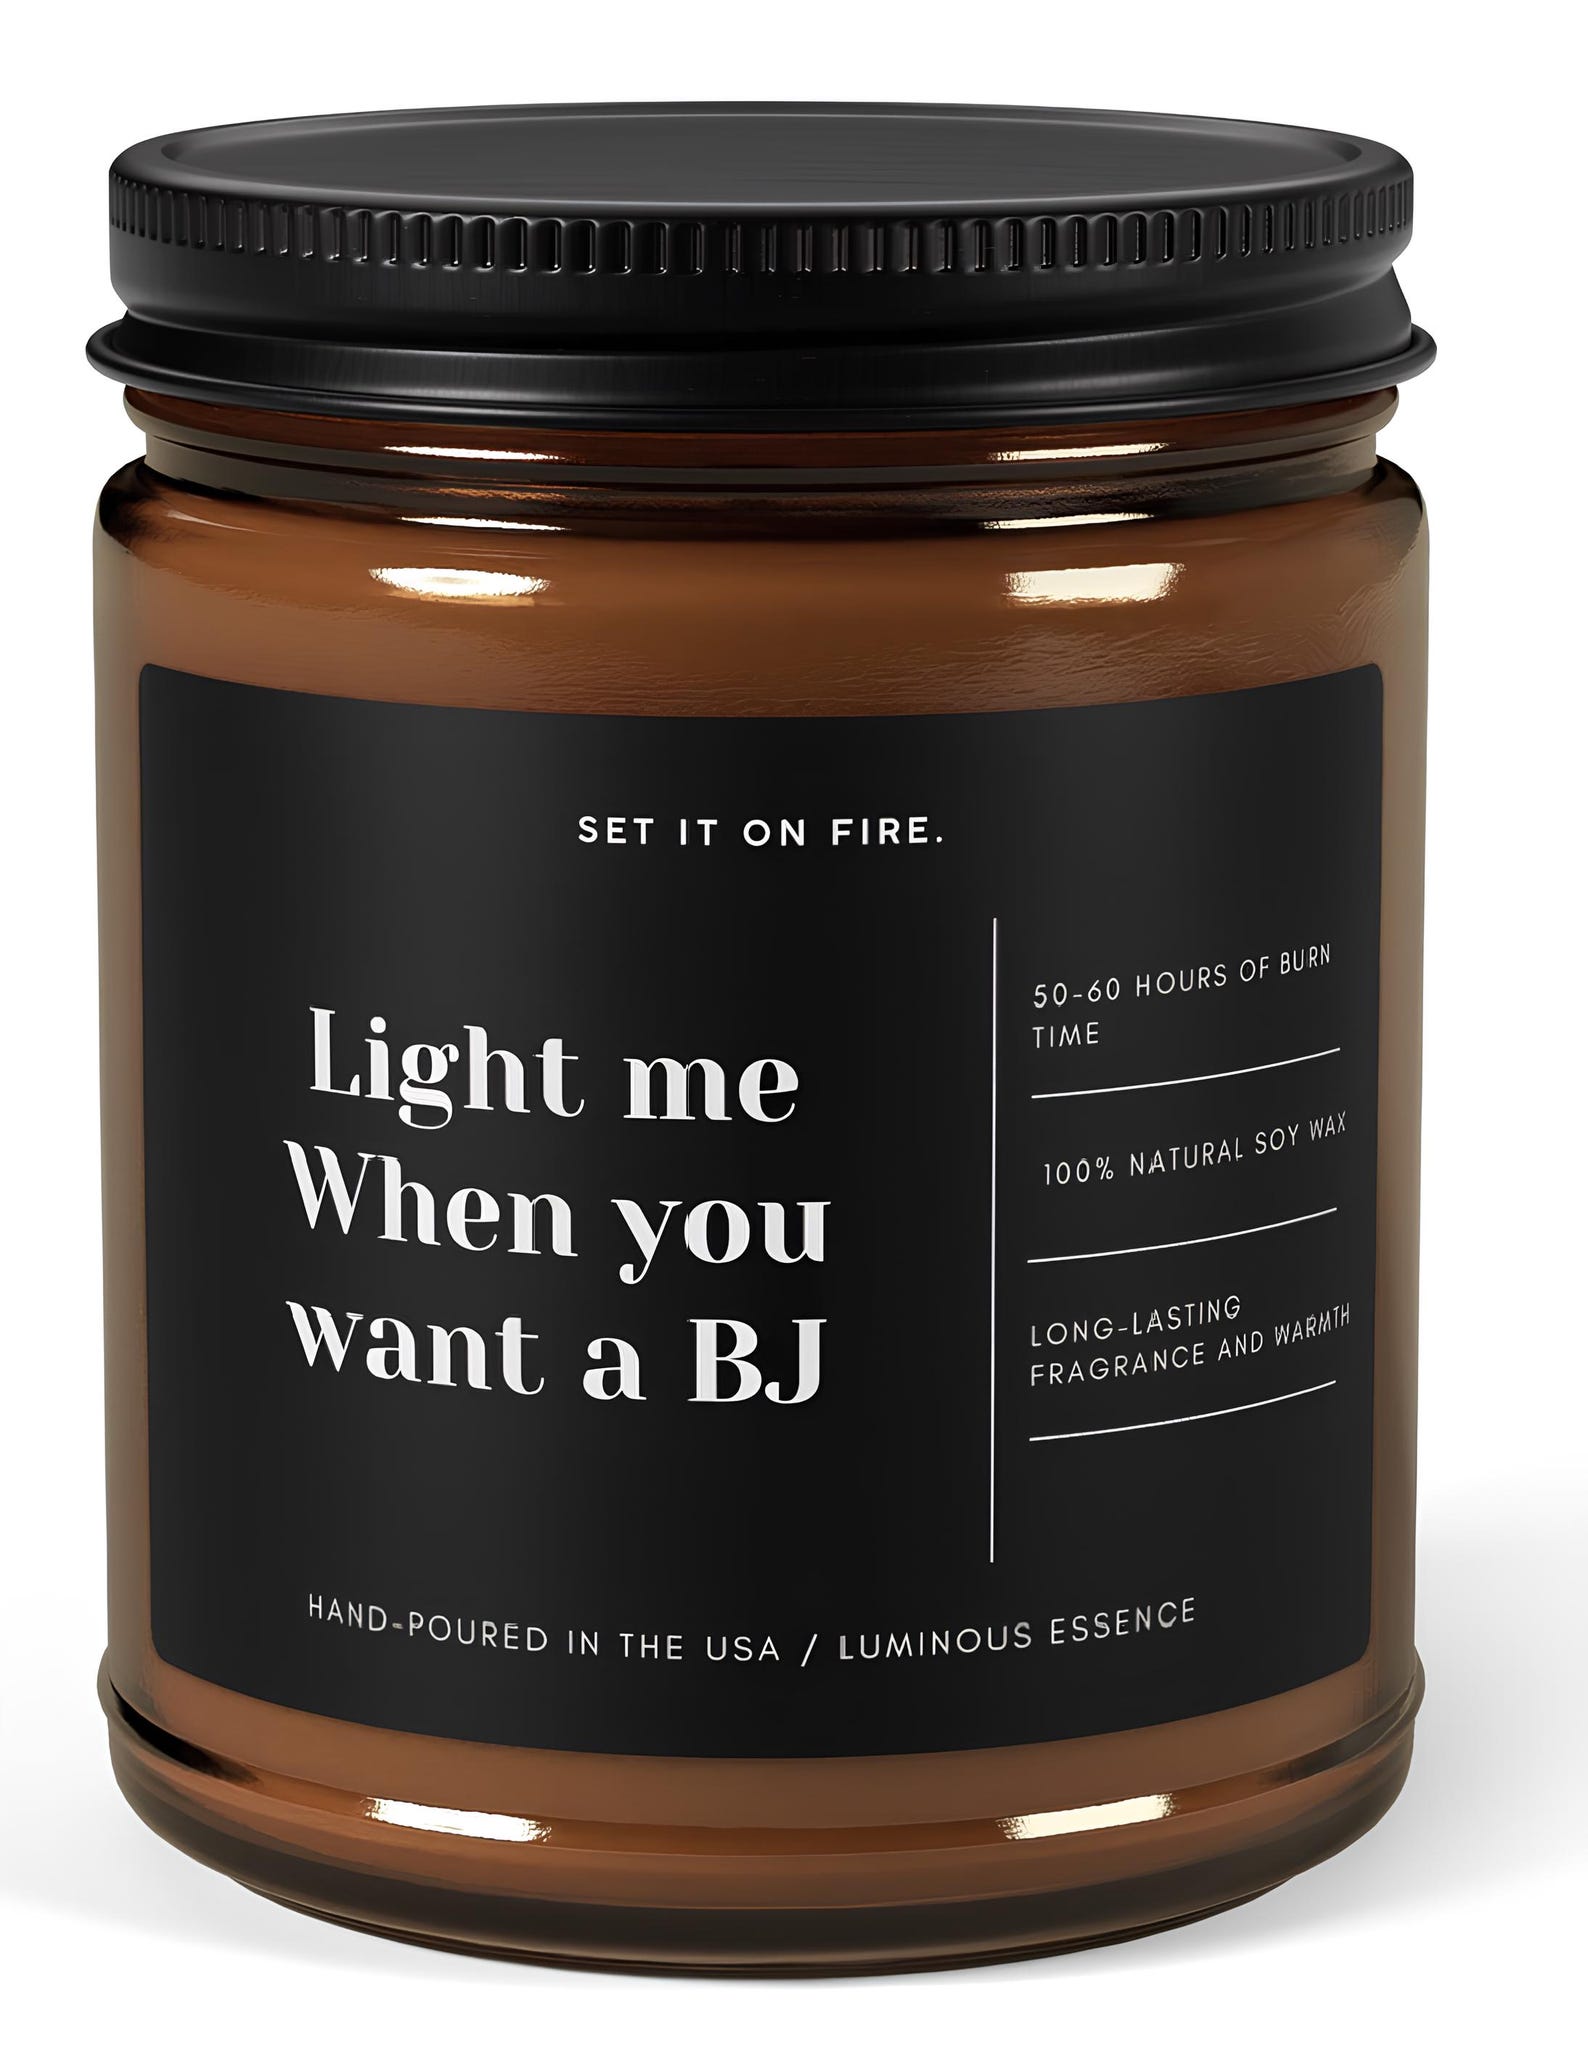 SET IT ON FIRE.
Light me
When you
want a BJ
50-60 HOURS OF BURN
TIME
100% NATURAL SOY WAX
LONG-LASTING
FRAGRANCE AND WARMTH
HAND-POURED IN THE USA / LUMINOUS ESSENCE